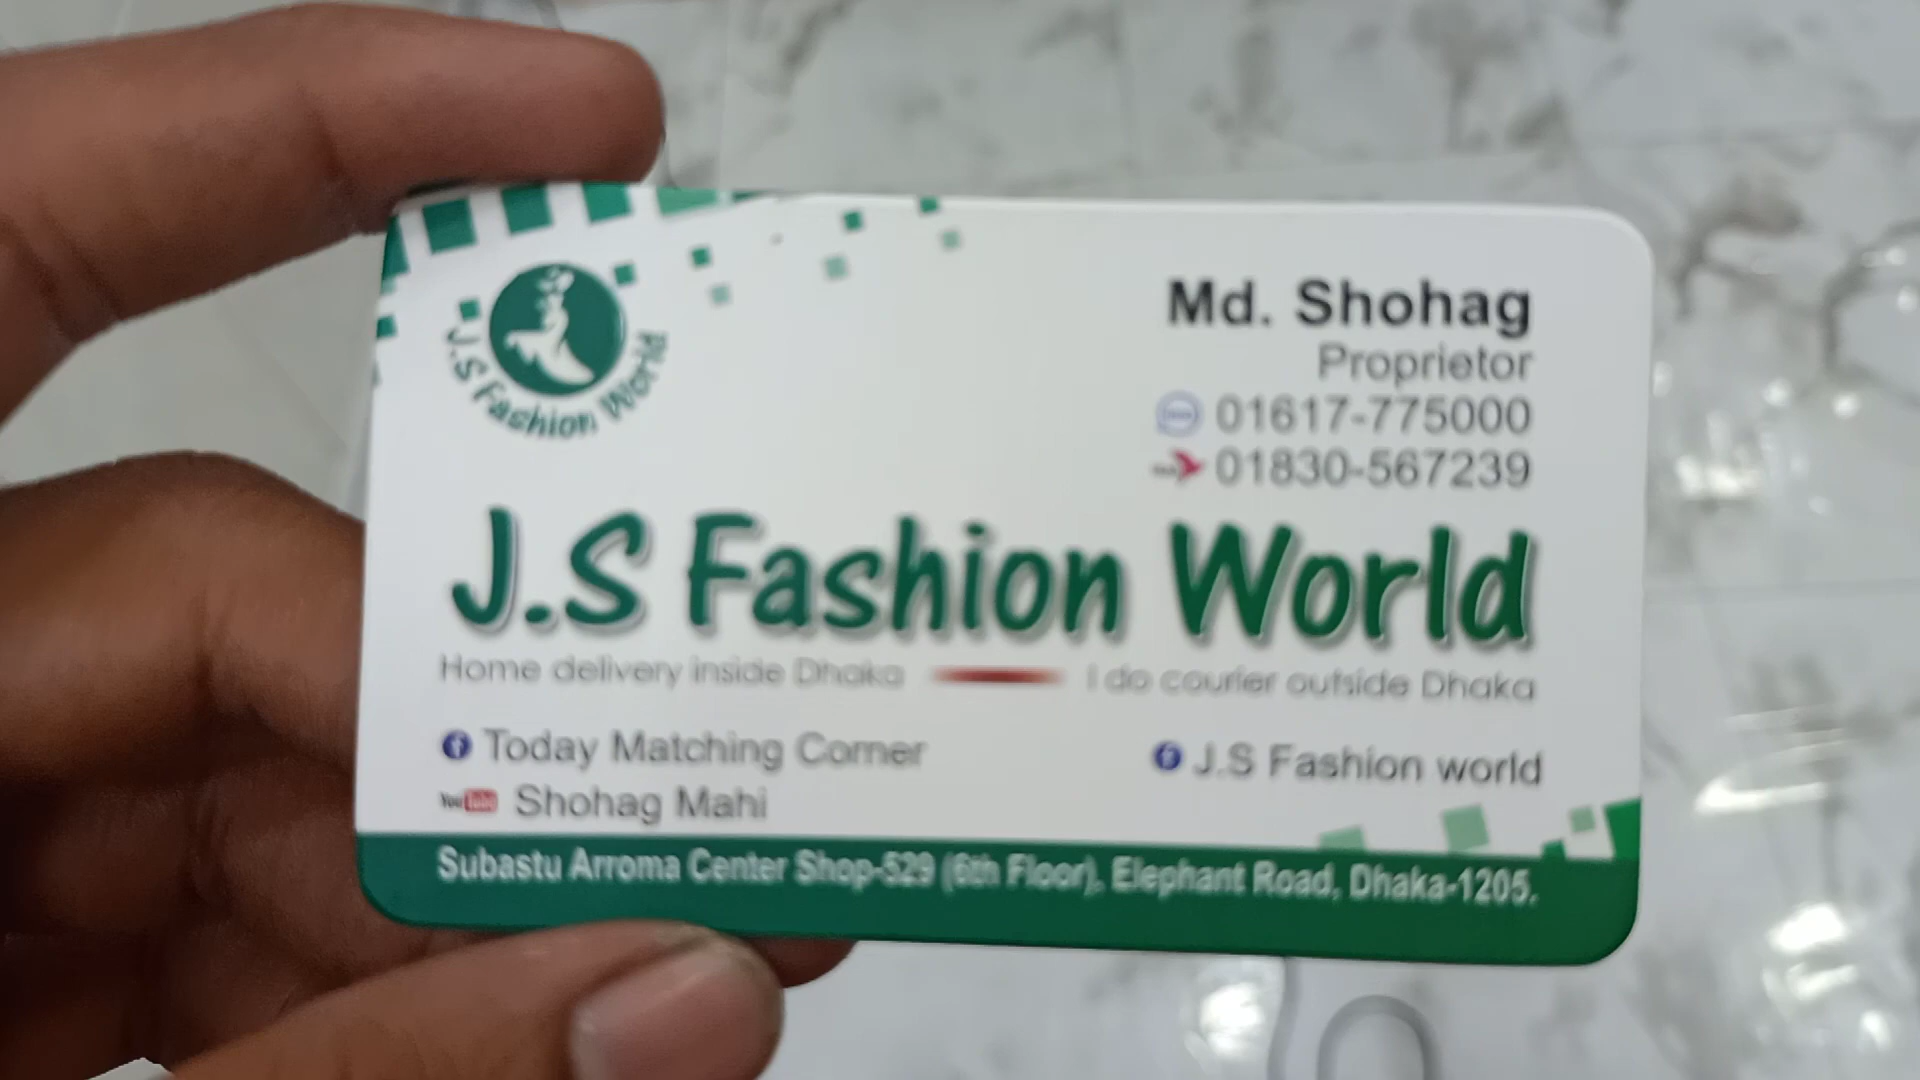 J.S Fashion World
Md. Shohag
Proprietor
01617-775000
01830-567239
J.S Fashion World
Home delivery inside Dhaka I do courier outside Dhaka
Today Matching Corner
J.S Fashion world
YouTube Shohag Mahi
Subastu Arroma Center Shop-529 (6th Floor), Elephant Road, Dhaka-1205.